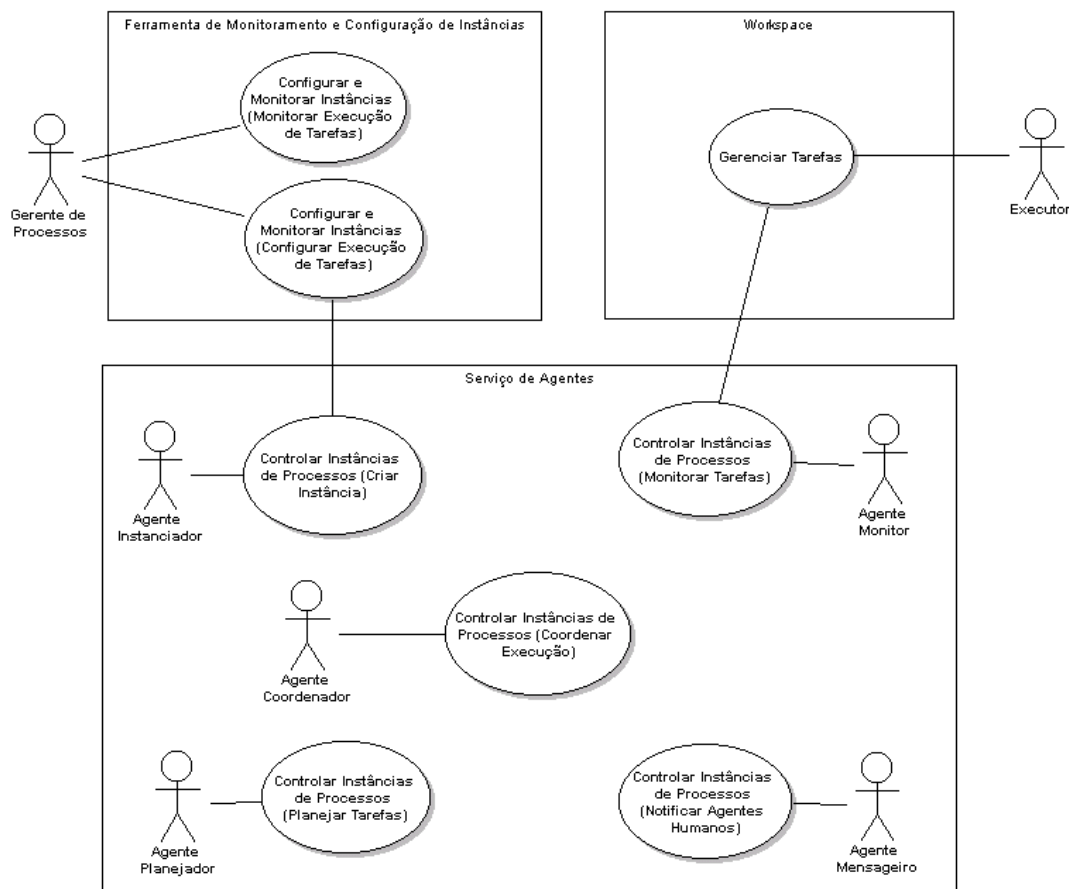 Ferramenta de Monitoramento e Configuração de Instâncias
Configurar e
Monitorar Instâncias
(Monitorar Execução
de Tarefas)
Configurar e
Monitorar Instâncias
(Configurar Execução
de Tarefas)
Gerente de
Processos
Workspace
Gerenciar Tarefas
Executor
Serviço de Agentes
Controlar Instâncias
de Processos (Criar
Instância)
Agente
Instanciador
Controlar Instâncias
de Processos
(Monitorar Tarefas)
Agente
Monitor
Controlar Instâncias de
Processos (Coordenar
Execução)
Agente
Coordenador
Controlar Instâncias
de Processos
(Planejar Tarefas)
Agente
Planejador
Controlar Instâncias
de Processos
(Notificar Agentes
Humanos)
Agente
Mensageiro